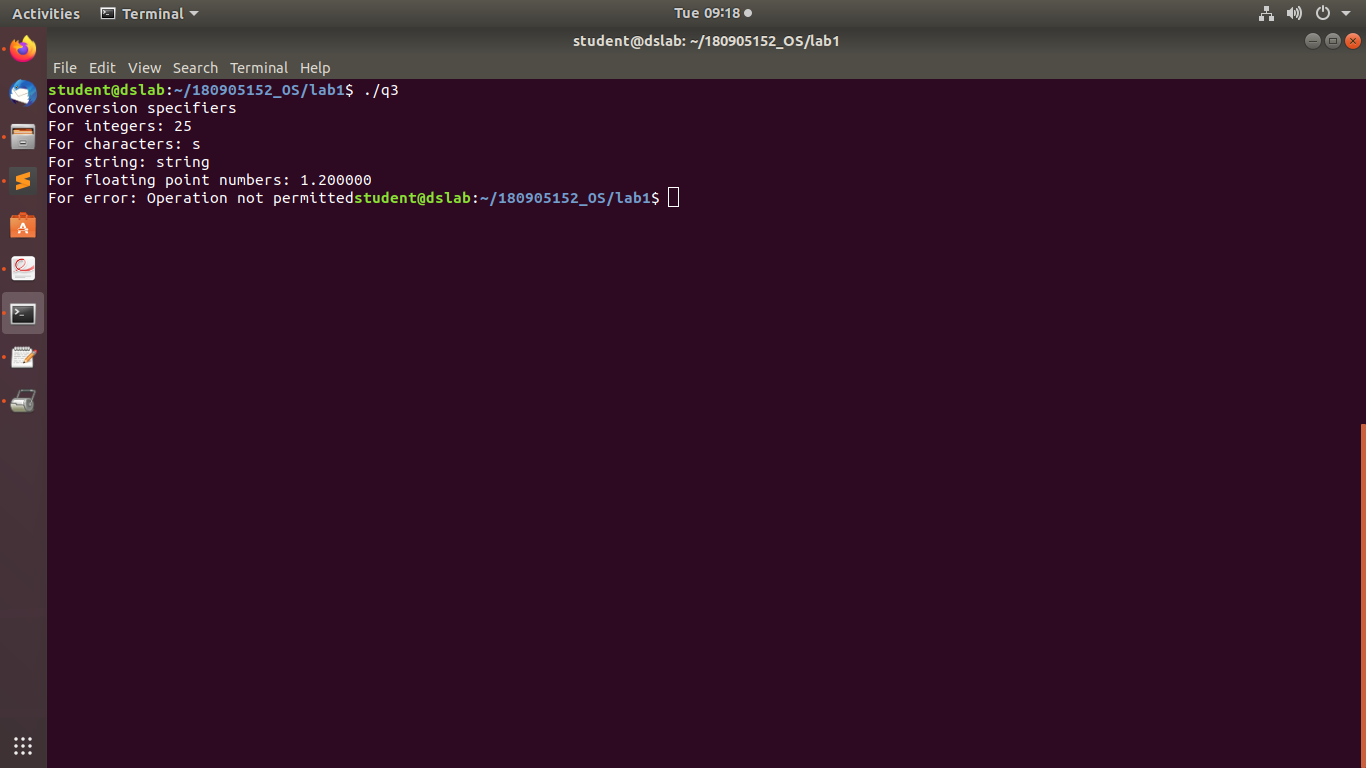 Activities Terminal Tue 09:18
student@dslab: ~/180905152_OS/lab1
File Edit View Search Terminal Help
student@dslab:~/180905152_OS/lab1$ ./q3
Conversion specifiers
For integers: 25
For characters: s
For string: string
For floating point numbers: 1.200000
For error: Operation not permittedstudent@dslab:~/180905152_OS/lab1$